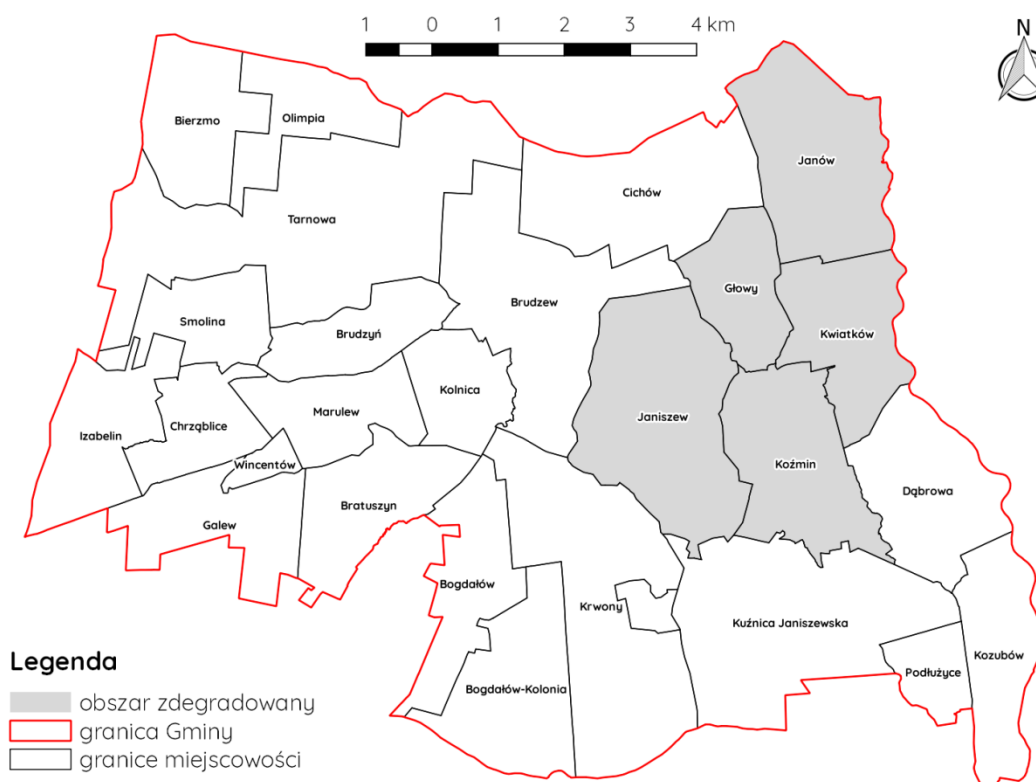 1 0 1 2 3 4 km
N
Bierzmo
Olimpia
Janów
Cichów
Tarnowa
Głowy
Brudzew
Smolina
Brudzyń
Kwiatków
Kolnica
Marulew
Janiszew
Chrząblice
Izabelin
Wincentów
Koźmin
Dąbrowa
Bratuszyn
Galew
Bogdałów
Krwony
Kuźnica Janiszewska
Kozubów
Podłużyce
Bogdałów-Kolonia
Legenda
obszar zdegradowany
granica Gminy
granice miejscowości